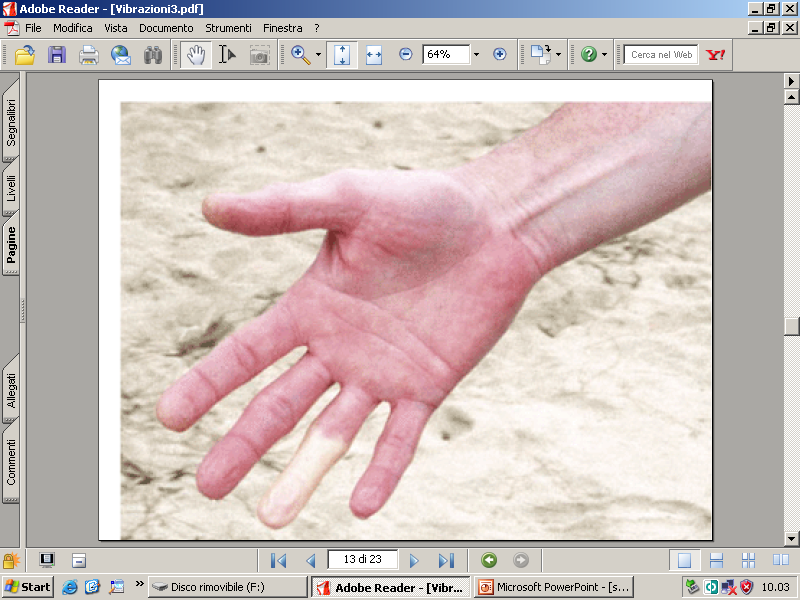 Adobe Reader - [Vibrazioni3.pdf]
File Modifica Vista Documento Strumenti Finestra ?
64% Cerca nel Web Y!
Segnalibri
Livelli
Pagine
Allegati
Commenti
13 di 23
Start » Disco rimovibile (F:) Adobe Reader - [Vibr... Microsoft PowerPoint - [s... 10.03